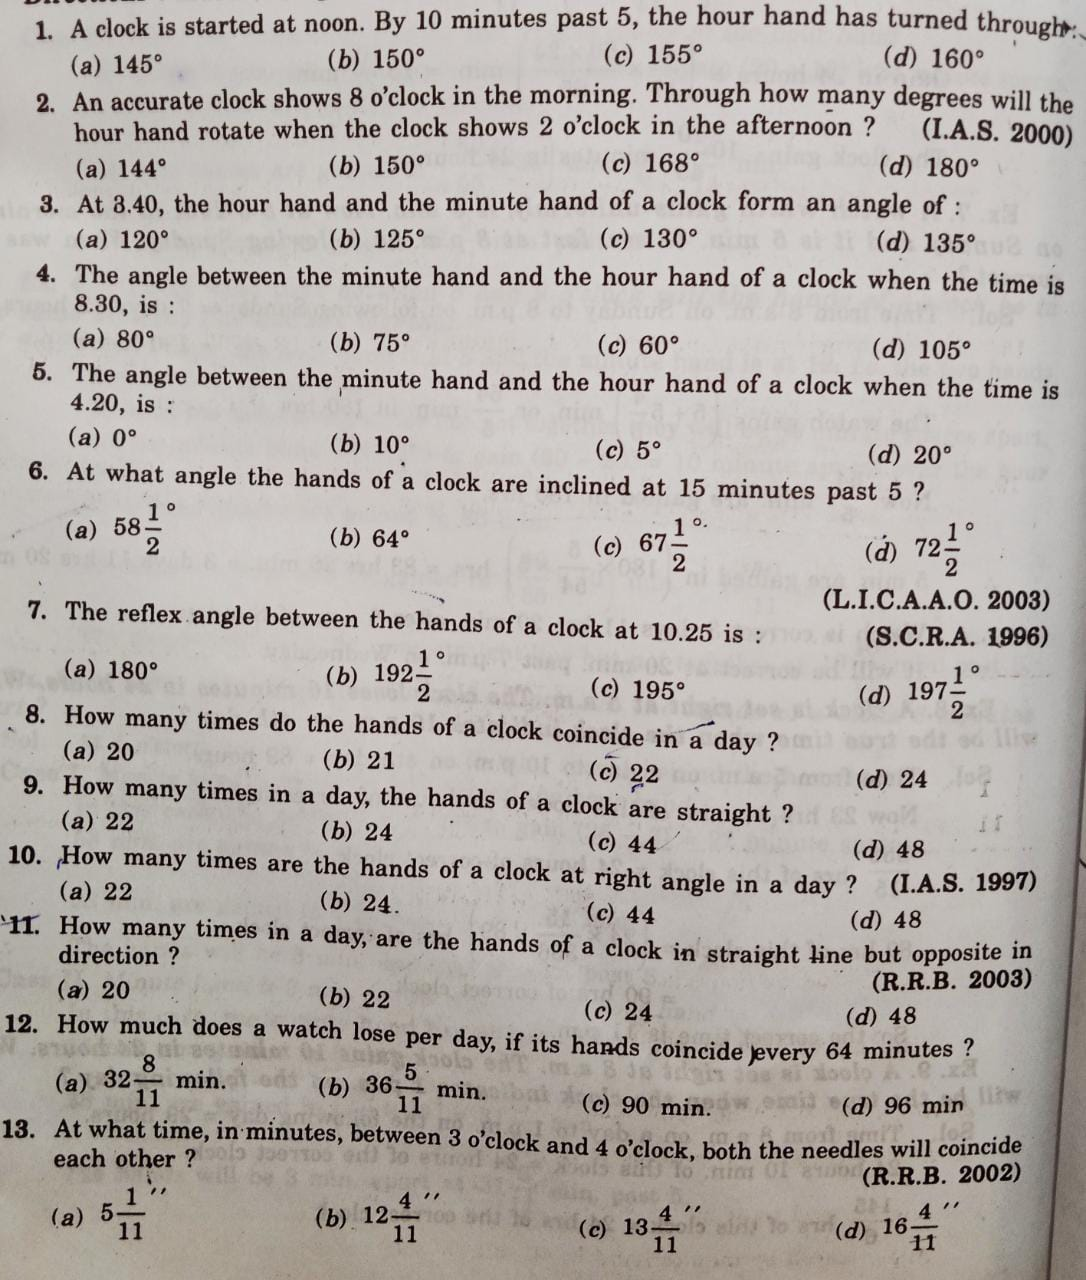 1. A clock is started at noon. By 10 minutes past 5, the hour hand has turned through :
(a) 145° (b) 150° (c) 155° (d) 160°
2. An accurate clock shows 8 o'clock in the morning. Through how many degrees will the
hour hand rotate when the clock shows 2 o'clock in the afternoon ? (I.A.S. 2000)
(a) 144° (b) 150° (c) 168° (d) 180°
3. At 3.40, the hour hand and the minute hand of a clock form an angle of :
(a) 120° (b) 125° (c) 130° (d) 135°
4. The angle between the minute hand and the hour hand of a clock when the time is
8.30, is :
(a) 80° (b) 75° (c) 60° (d) 105°
5. The angle between the minute hand and the hour hand of a clock when the time is
4.20, is :
(a) 0° (b) 10° (c) 5° (d) 20°
6. At what angle the hands of a clock are inclined at 15 minutes past 5 ?
(a) 58 1/2° (b) 64° (c) 67 1/2° (d) 72 1/2°
(L.I.C.A.A.O. 2003)
7. The reflex angle between the hands of a clock at 10.25 is : (S.C.R.A. 1996)
(a) 180° (b) 192 1/2° (c) 195° (d) 197 1/2°
8. How many times do the hands of a clock coincide in a day ?
(a) 20 (b) 21 (c) 22 (d) 24
9. How many times in a day, the hands of a clock are straight ?
(a) 22 (b) 24 (c) 44 (d) 48
10. How many times are the hands of a clock at right angle in a day ? (I.A.S. 1997)
(a) 22 (b) 24. (c) 44 (d) 48
11. How many times in a day, are the hands of a clock in straight line but opposite in
direction ? (R.R.B. 2003)
(a) 20 (b) 22 (c) 24 (d) 48
12. How much does a watch lose per day, if its hands coincide every 64 minutes ?
(a) 32 8/11 min. (b) 36 5/11 min. (c) 90 min. (d) 96 min
13. At what time, in minutes, between 3 o'clock and 4 o'clock, both the needles will coincide
each other ? (R.R.B. 2002)
(a) 5 1/11'' (b) 12 4/11'' (c) 13 4/11'' (d) 16 4/11''